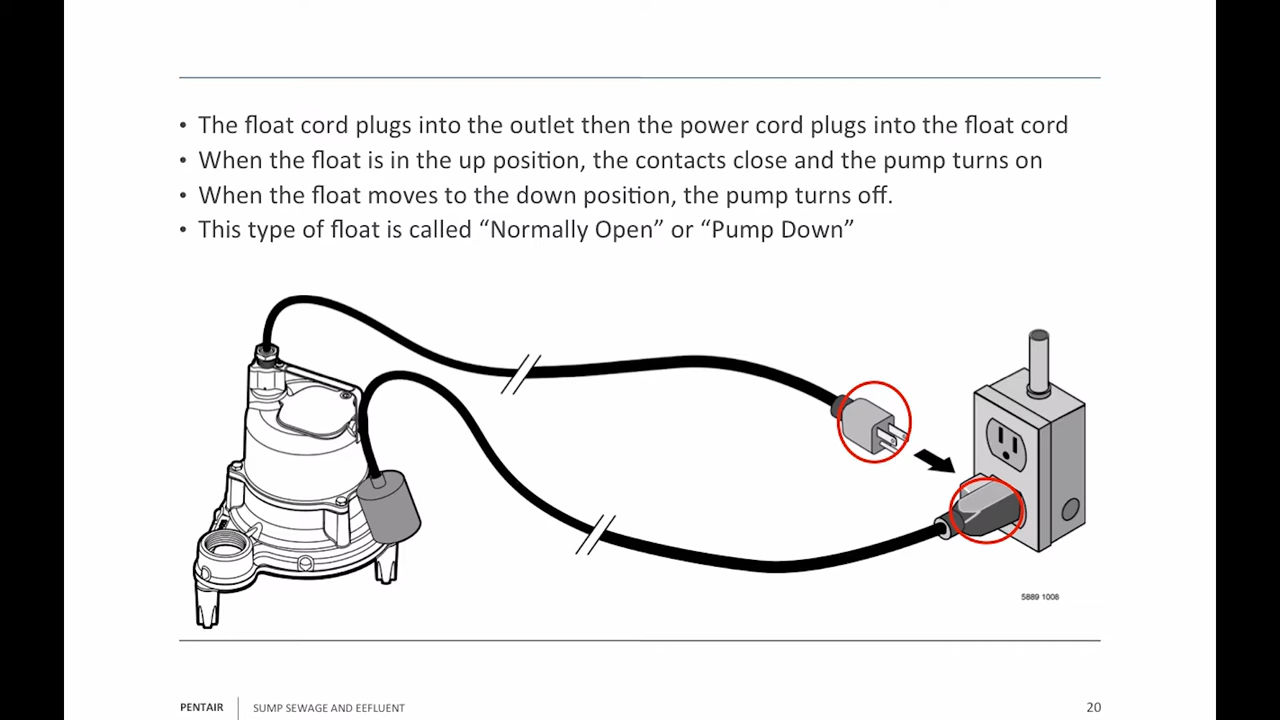 • The float cord plugs into the outlet then the power cord plugs into the float cord
• When the float is in the up position, the contacts close and the pump turns on
• When the float moves to the down position, the pump turns off.
• This type of float is called “Normally Open” or “Pump Down”
5889 1008
PENTAIR | SUMP SEWAGE AND EEFLUENT 20